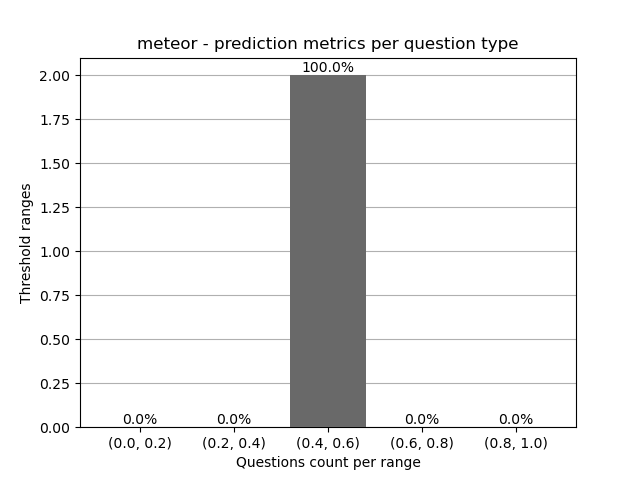 meteor - prediction metrics per question type
100.0%
2.00
1.75
1.50
1.25
1.00
0.75
0.50
0.25
0.00
Threshold ranges
0.0% 0.0% 0.0% 0.0%
(0.0, 0.2) (0.2, 0.4) (0.4, 0.6) (0.6, 0.8) (0.8, 1.0)
Questions count per range